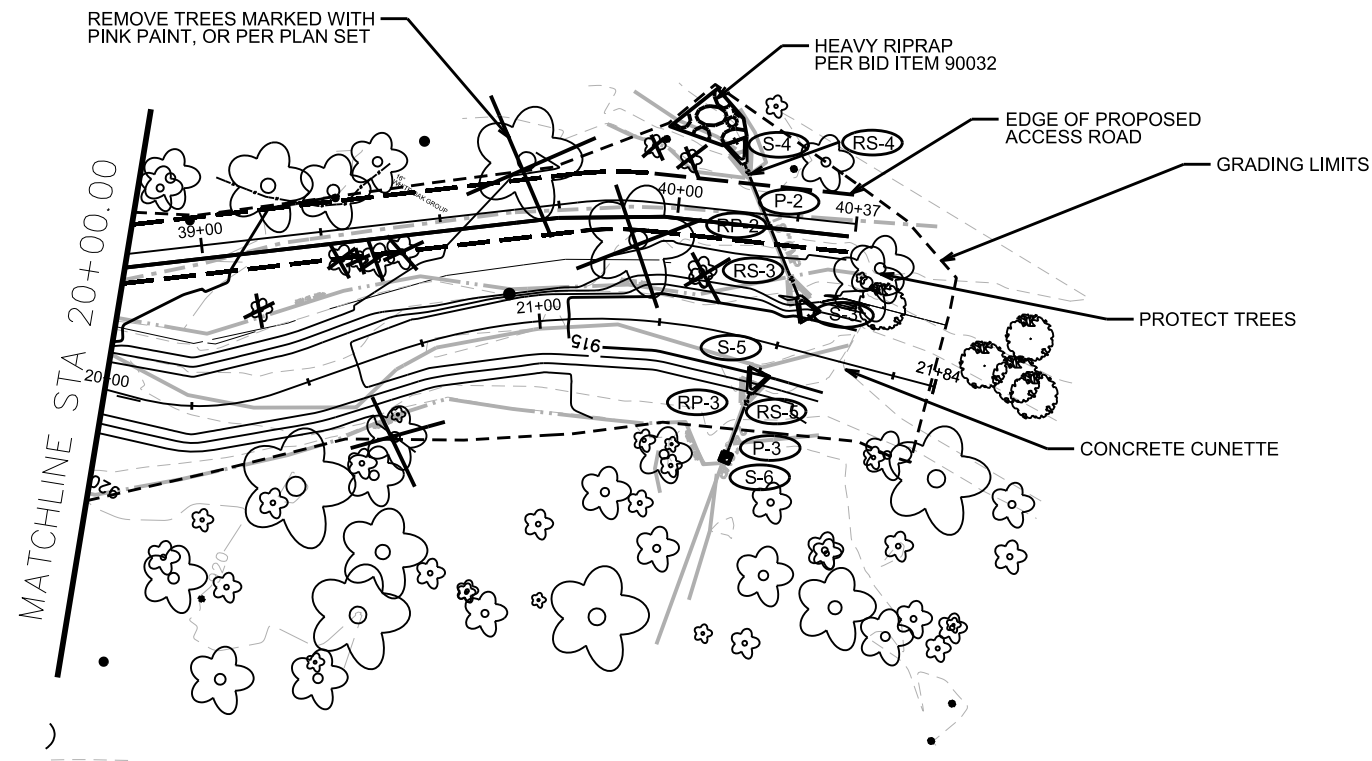 REMOVE TREES MARKED WITH
PINK PAINT, OR PER PLAN SET
HEAVY RIPRAP
PER BID ITEM 90032
EDGE OF PROPOSED
ACCESS ROAD
GRADING LIMITS
S-4
RS-4
40+00
P-2
40+37
39+00
RP-2
RS-3
21+00
S-3
PROTECT TREES
915
S-5
20+00
21+84
RP-3
RS-5
CONCRETE CUNETTE
P-3
S-6
920
MATCHLINE STA 20+00.00